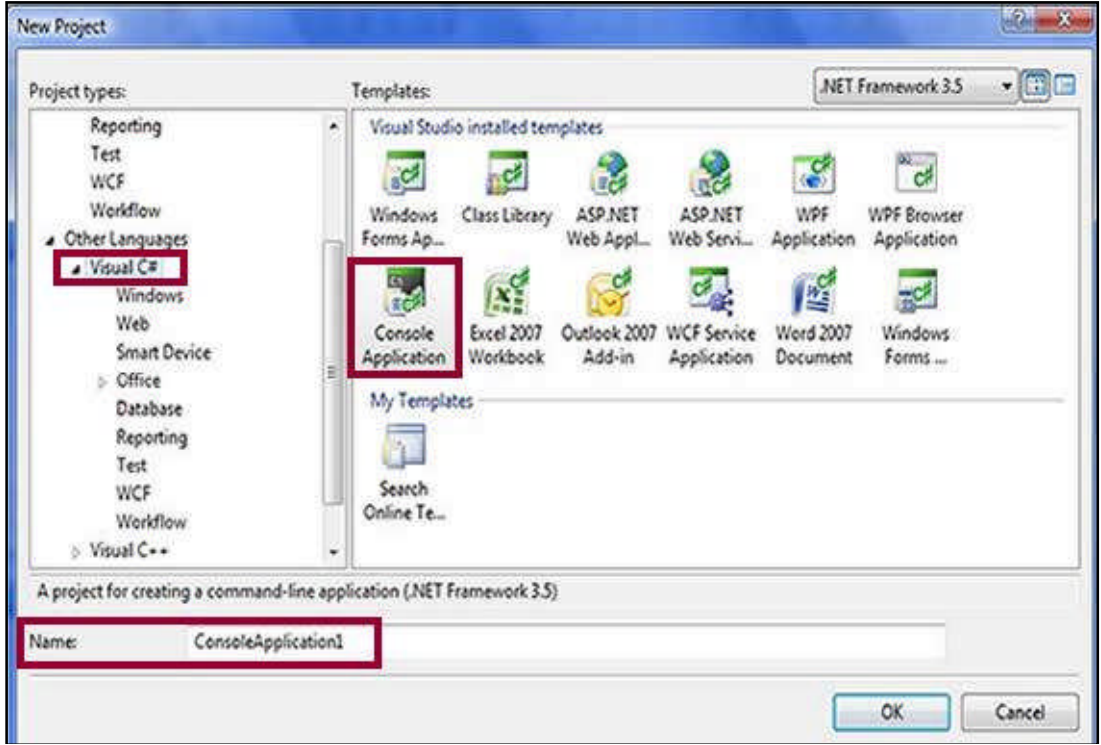 New Project
Project types:
Templates:
.NET Framework 3.5
Reporting
Test
WCF
Workflow
Other Languages
Visual C#
Windows
Web
Smart Device
Office
Database
Reporting
Test
WCF
Workflow
Visual C++
Visual Studio installed templates
Windows
Forms Ap...
Class Library
ASP.NET
Web Appl...
ASP.NET
Web Servi...
WPF
Application
WPF Browser
Application
Console
Application
Excel 2007
Workbook
Outlook 2007
Add-in
WCF Service
Application
Word 2007
Document
Windows
Forms ...
My Templates
Search
Online Te...
A project for creating a command-line application (.NET Framework 3.5)
Name:
ConsoleApplication1
OK
Cancel